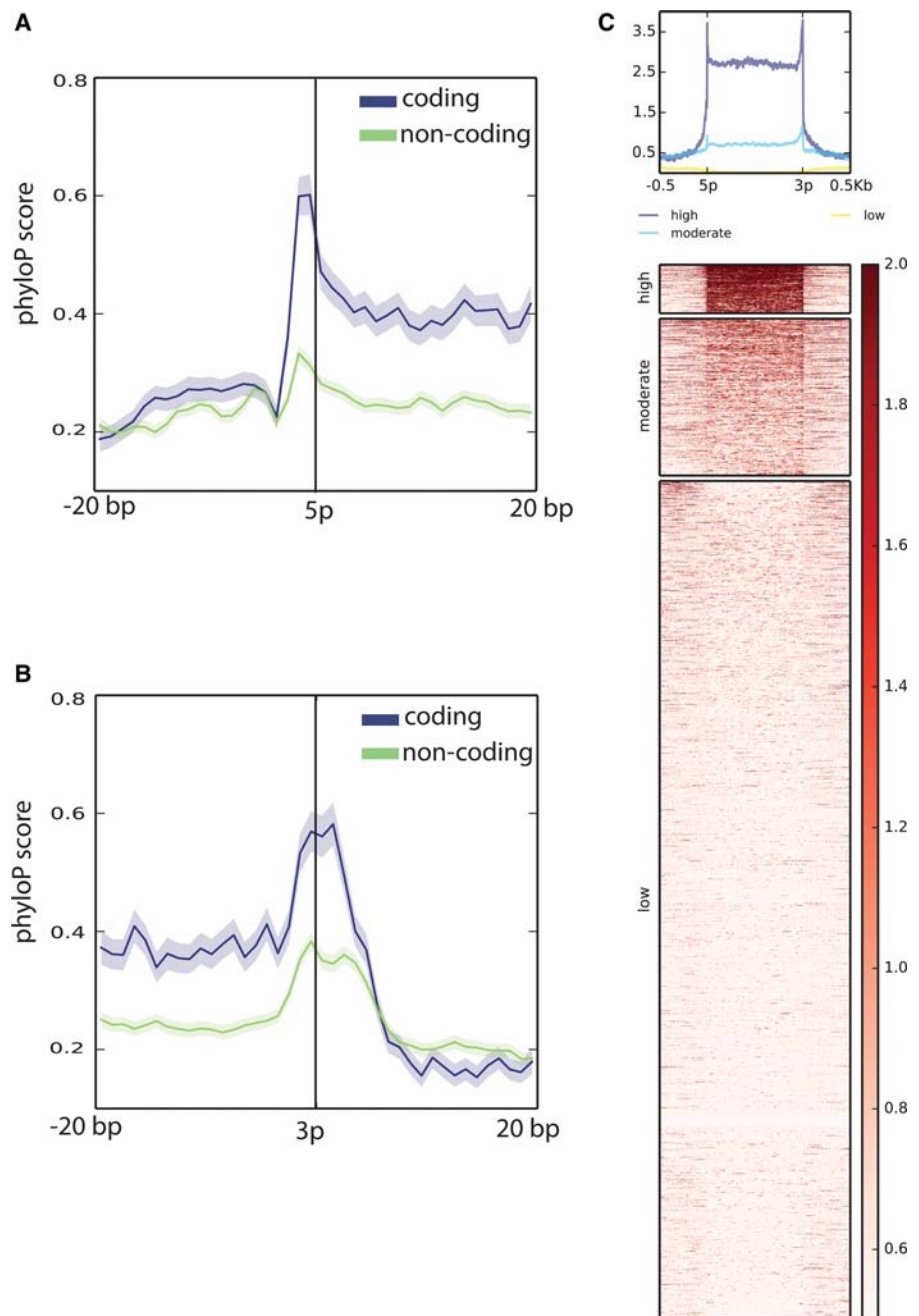 A
0.8
0.6
0.4
0.2
phyloP score
coding
non-coding
-20 bp
5p
20 bp
B
0.8
0.6
0.4
0.2
phyloP score
coding
non-coding
-20 bp
3p
20 bp
C
3.5
2.5
1.5
0.5
-0.5
5p
3p
0.5Kb
high
moderate
low
high
moderate
low
2.0
1.8
1.6
1.4
1.2
1.0
0.8
0.6